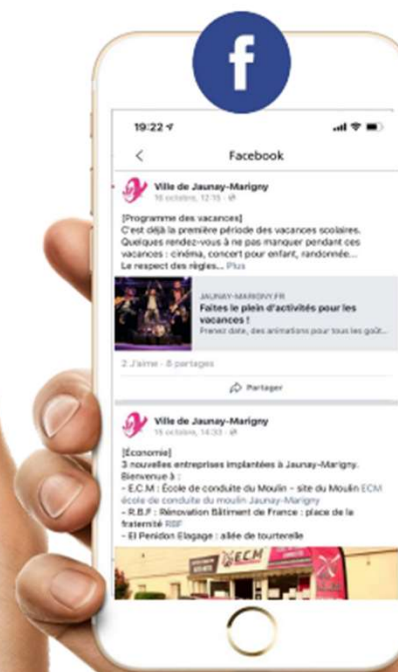 f
19:22
Facebook
Ville de Jaunay-Marigny
16 octobre, 12:15
[Programme des vacances]
C'est déjà la première période des vacances scolaires.
Quelques rendez-vous à ne pas manquer pendant ces
vacances : cinéma, concert pour enfant, randonnée...
Le respect des règles... Plus
JAUNAY-MARIGNY.FR
Faites le plein d'activités pour les
vacances !
Prenez date, des animations pour tous les goût...
2 J'aime · 8 partages
Partager
Ville de Jaunay-Marigny
15 octobre, 14:33
[Économie]
3 nouvelles entreprises implantées à Jaunay-Marigny.
Bienvenue à :
- E.C.M : École de conduite du Moulin – site du Moulin ECM
école de conduite du moulin Jaunay-Marigny
- R.B.F : Rénovation Bâtiment de France : place de la
fraternité RBF
- El Penidon Elagage : allée de tourterelle
ECM